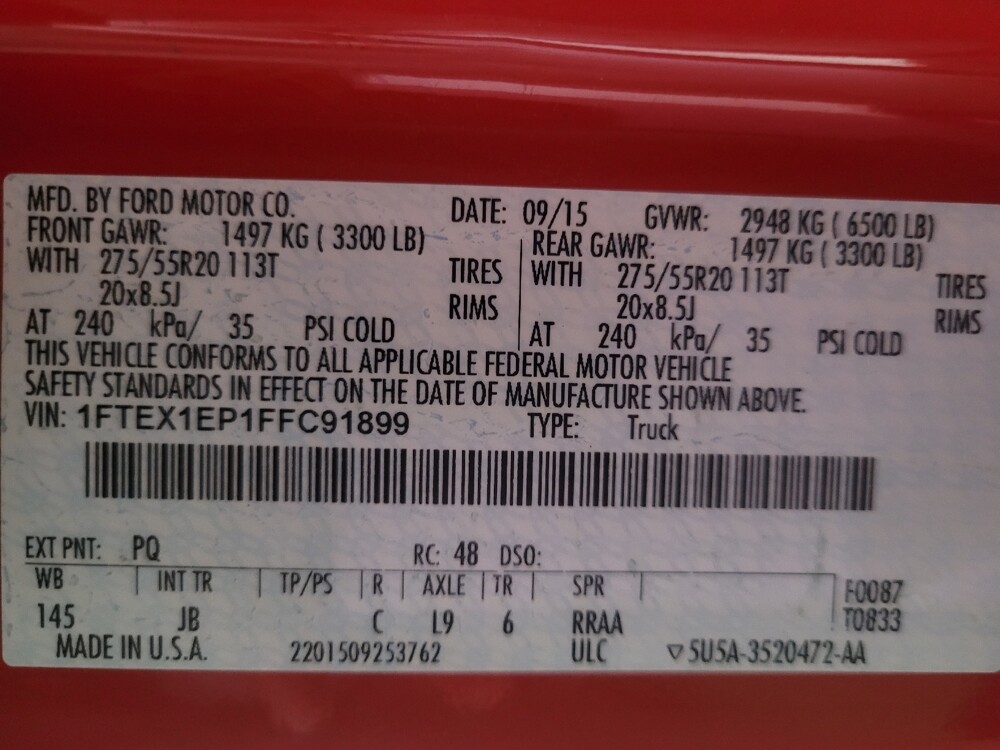 MFD. BY FORD MOTOR CO. DATE: 09/15 GVWR: 2948 KG ( 6500 LB)
FRONT GAWR: 1497 KG ( 3300 LB) REAR GAWR: 1497 KG ( 3300 LB)
WITH 275/55R20 113T TIRES WITH 275/55R20 113T TIRES
20x8.5J RIMS 20x8.5J RIMS
AT 240 kPa/ 35 PSI COLD AT 240 kPa/ 35 PSI COLD
THIS VEHICLE CONFORMS TO ALL APPLICABLE FEDERAL MOTOR VEHICLE
SAFETY STANDARDS IN EFFECT ON THE DATE OF MANUFACTURE SHOWN ABOVE.
VIN: 1FTEX1EP1FFC91899 TYPE: Truck
EXT PNT: PQ RC: 48 DSO:
WB INT TR TP/PS R AXLE TR SPR F0087
145 JB C L9 6 RRAA T0833
MADE IN U.S.A. 2201509253762 ULC ▽5U5A-3520472-AA